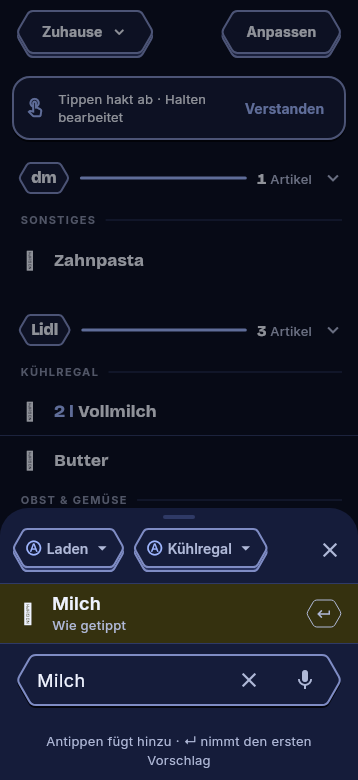 Zuhause
Anpassen
Tippen hakt ab · Halten
bearbeitet
Verstanden
dm
1 Artikel
SONSTIGES
Zahnpasta
Lidl
3 Artikel
KÜHLREGAL
2 l Vollmilch
Butter
OBST & GEMÜSE
A Laden
A Kühlregal
Milch
Wie getippt
Milch
Antippen fügt hinzu · ↵ nimmt den ersten
Vorschlag